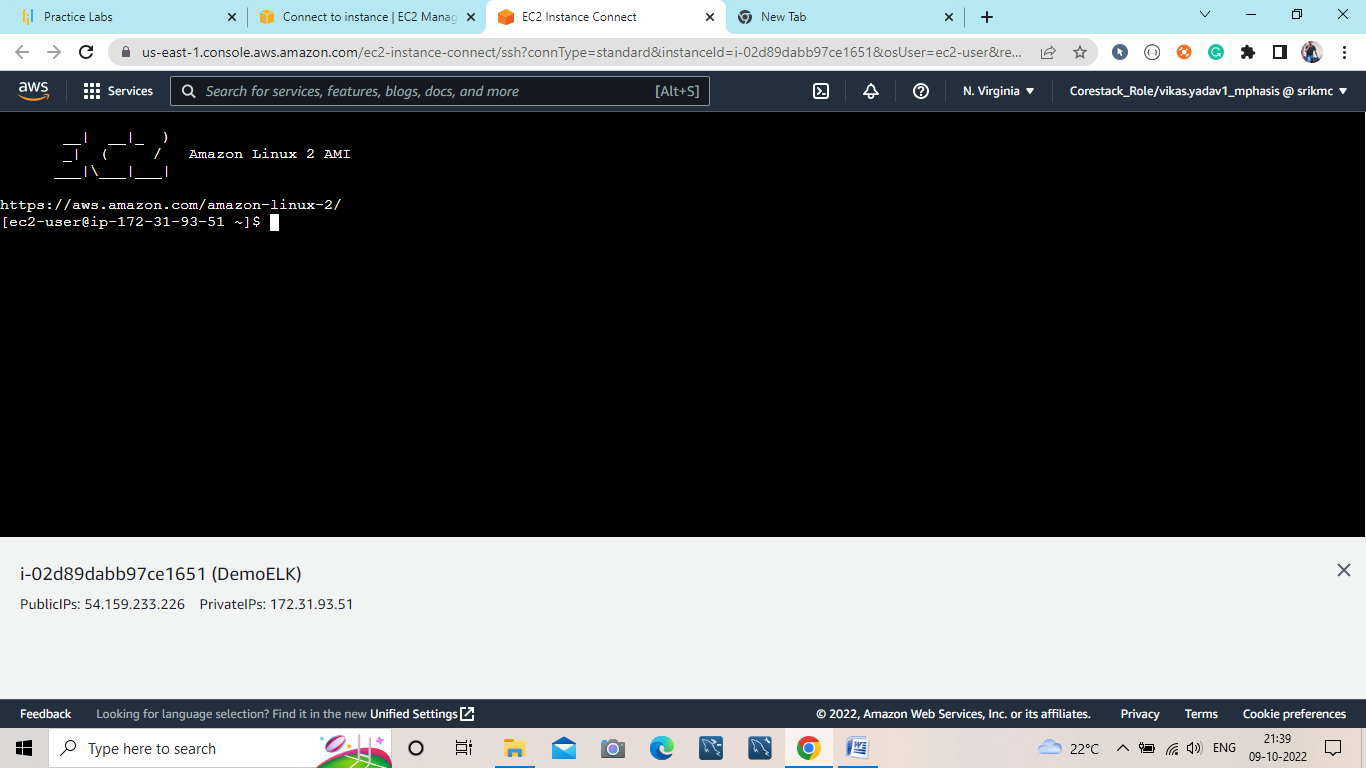 Practice Labs
Connect to instance | EC2 Manag
EC2 Instance Connect
New Tab
us-east-1.console.aws.amazon.com/ec2-instance-connect/ssh?connType=standard&instanceId=i-02d89dabb97ce1651&osUser=ec2-user&re...
aws
Services
Search for services, features, blogs, docs, and more
[Alt+S]
N. Virginia
Corestack_Role/vikas.yadav1_mphasis @ srikmc
__|  __|_  )
_|  (     /   Amazon Linux 2 AMI
___|\___|___|
https://aws.amazon.com/amazon-linux-2/
[ec2-user@ip-172-31-93-51 ~]$
i-02d89dabb97ce1651 (DemoELK)
PublicIPs: 54.159.233.226 PrivateIPs: 172.31.93.51
Feedback
Looking for language selection? Find it in the new Unified Settings
© 2022, Amazon Web Services, Inc. or its affiliates.
Privacy
Terms
Cookie preferences
Type here to search
22°C
ENG
21:39
09-10-2022